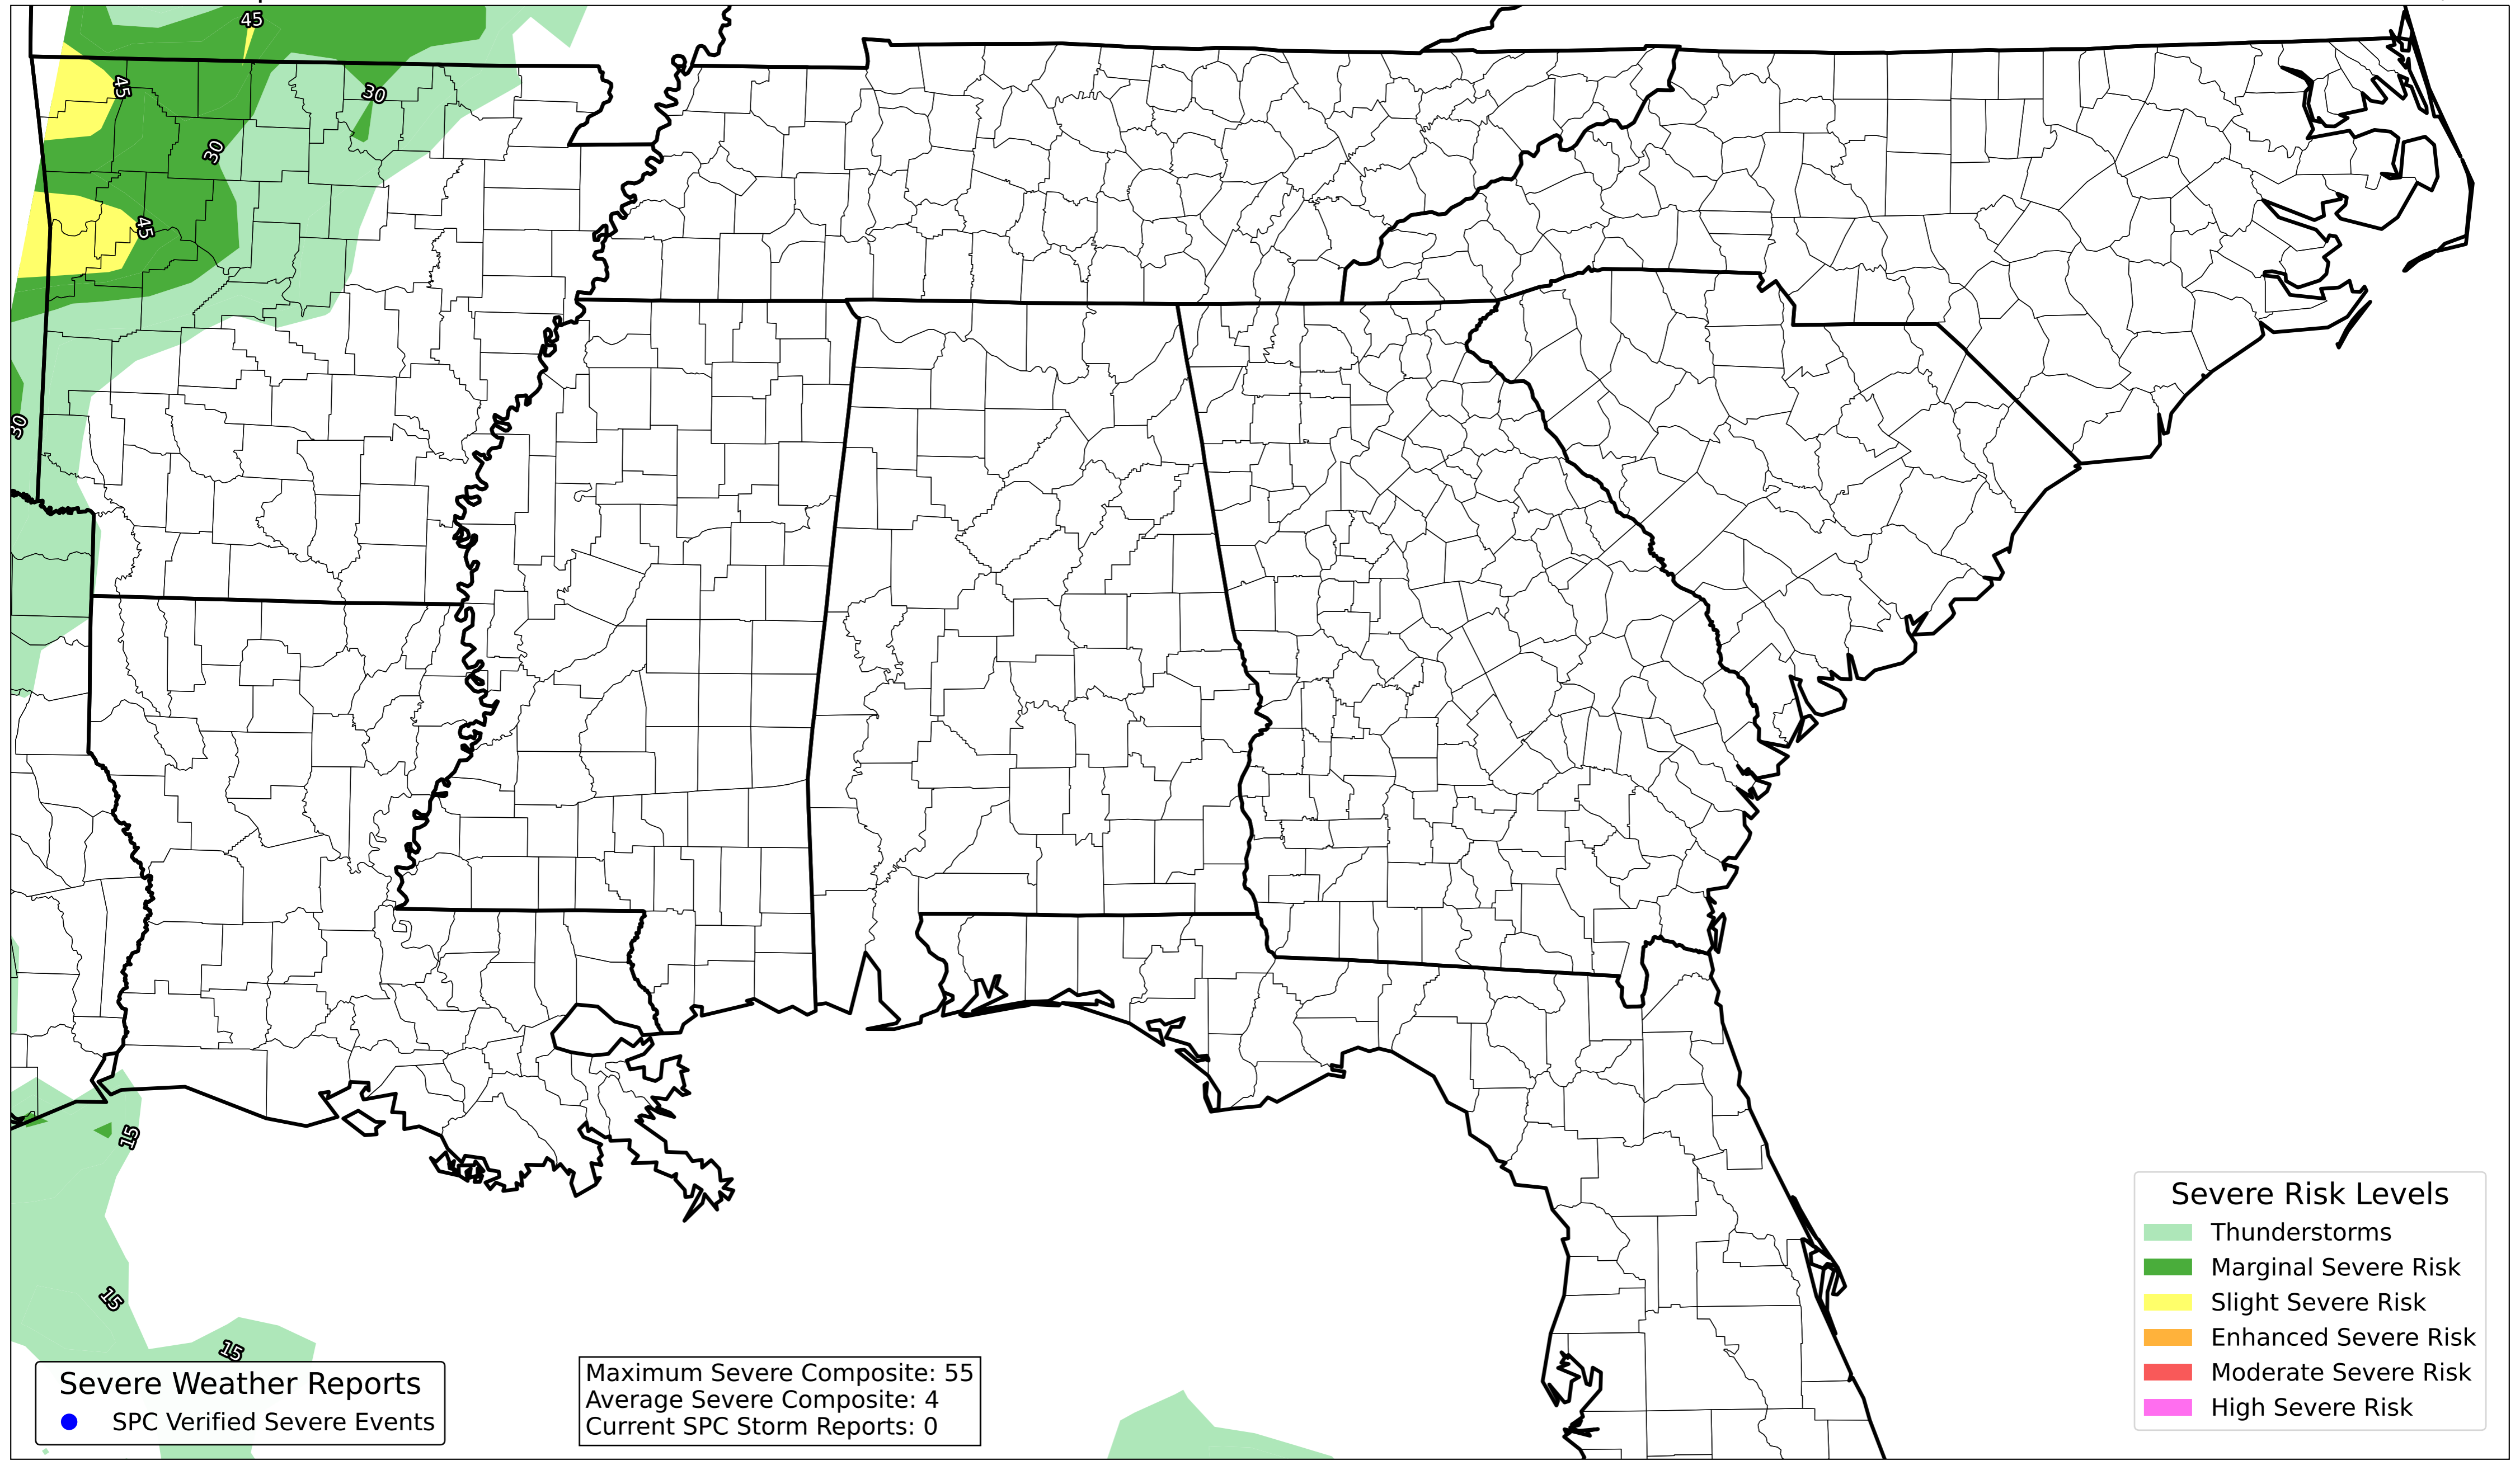 45
45
30
30
45
30
15
15
15
Severe Weather Reports
SPC Verified Severe Events
Maximum Severe Composite: 55
Average Severe Composite: 4
Current SPC Storm Reports: 0
Severe Risk Levels
Thunderstorms
Marginal Severe Risk
Slight Severe Risk
Enhanced Severe Risk
Moderate Severe Risk
High Severe Risk